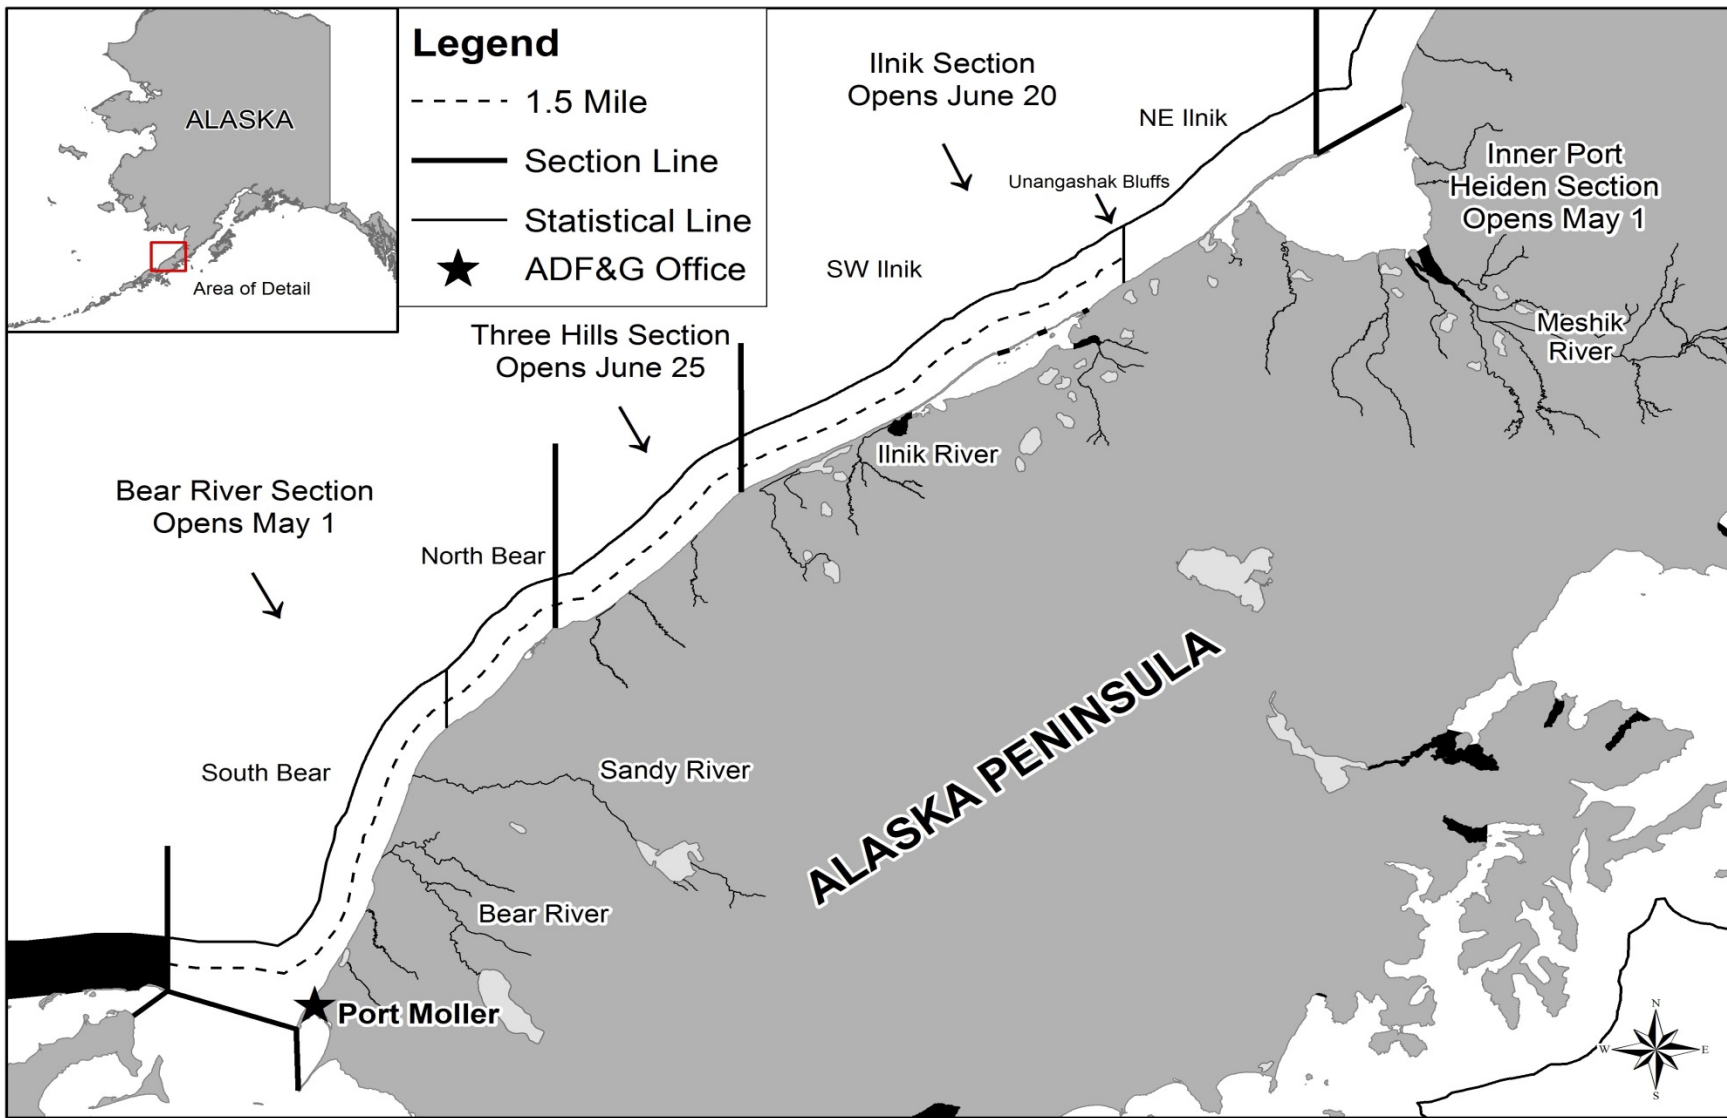 ALASKA
Area of Detail
Legend
1.5 Mile
Section Line
Statistical Line
ADF&G Office
Ilnik Section
Opens June 20
NE Ilnik
Unangashak Bluffs
SW Ilnik
Inner Port
Heiden Section
Opens May 1
Meshik
River
Three Hills Section
Opens June 25
Ilnik River
Bear River Section
Opens May 1
North Bear
South Bear
Sandy River
Bear River
ALASKA PENINSULA
Port Moller
N
W
E
S